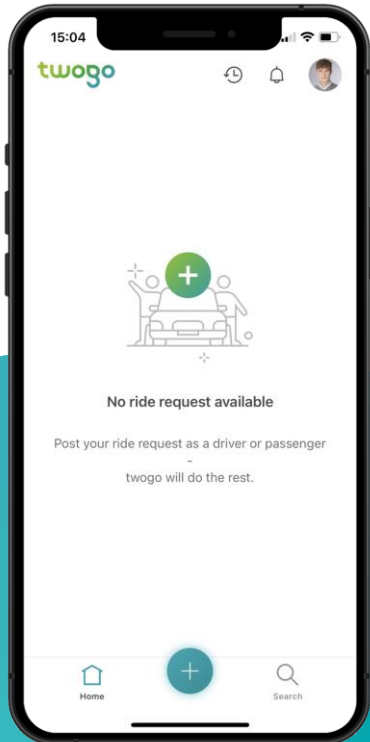 15:04
twogo
No ride request available
Post your ride request as a driver or passenger
-
twogo will do the rest.
Home
Search